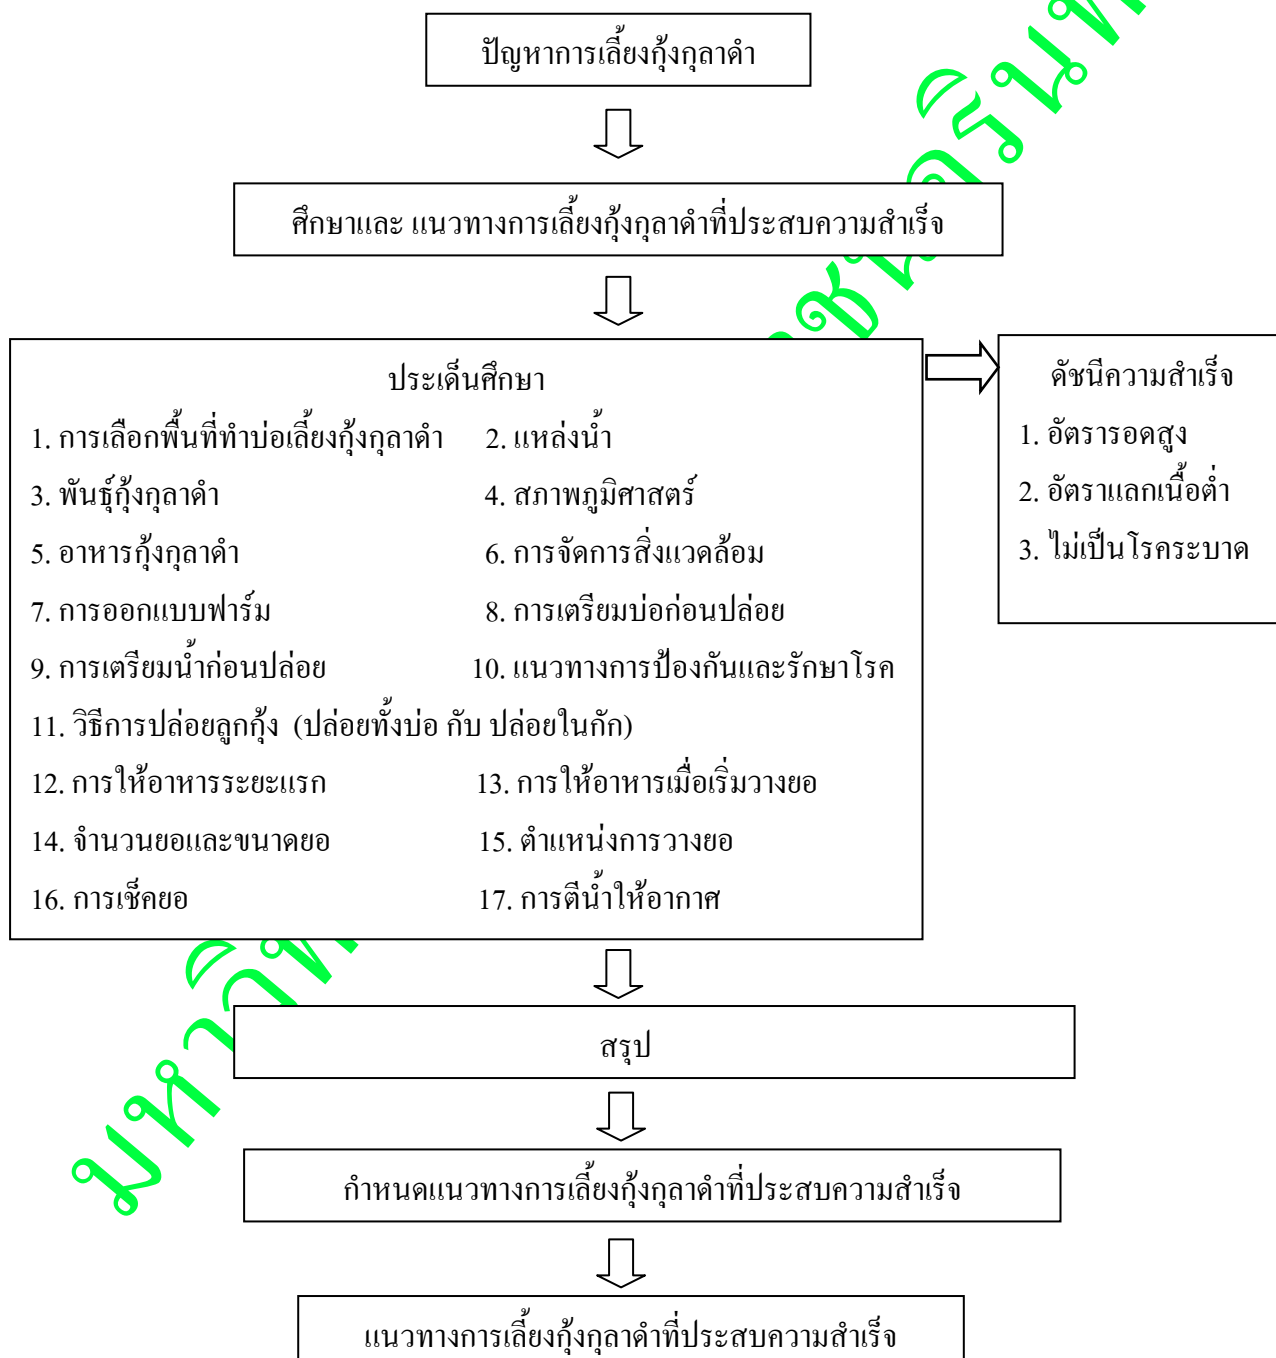 ปัญหาการเลี้ยงกุ้งกุลาดำ
ศึกษาและ แนวทางการเลี้ยงกุ้งกุลาดำที่ประสบความสำเร็จ
ประเด็นศึกษา
1. การเลือกพื้นที่ทำบ่อเลี้ยงกุ้งกุลาดำ 2. แหล่งน้ำ
3. พันธุ์กุ้งกุลาดำ 4. สภาพภูมิศาสตร์
5. อาหารกุ้งกุลาดำ 6. การจัดการสิ่งแวดล้อม
7. การออกแบบฟาร์ม 8. การเตรียมบ่อก่อนปล่อย
9. การเตรียมน้ำก่อนปล่อย 10. แนวทางการป้องกันและรักษาโรค
11. วิธีการปล่อยลูกกุ้ง (ปล่อยทั้งบ่อ กับ ปล่อยในกัก)
12. การให้อาหารระยะแรก 13. การให้อาหารเมื่อเริ่มวางยอ
14. จำนวนยอและขนาดยอ 15. ตำแหน่งการวางยอ
16. การเช็คยอ 17. การตีน้ำให้อากาศ
ดัชนีความสำเร็จ
1. อัตรารอดสูง
2. อัตราแลกเนื้อต่ำ
3. ไม่เป็นโรคระบาด
สรุป
กำหนดแนวทางการเลี้ยงกุ้งกุลาดำที่ประสบความสำเร็จ
แนวทางการเลี้ยงกุ้งกุลาดำที่ประสบความสำเร็จ